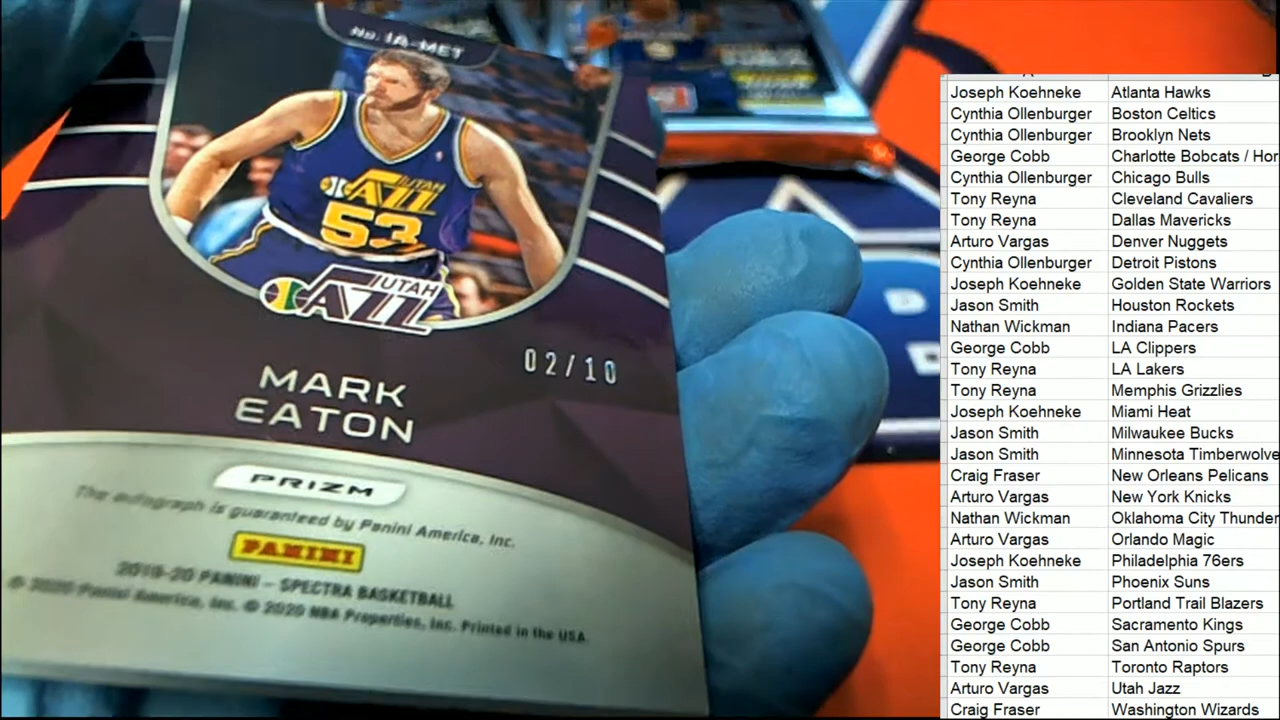 No. IA-MET
UTAH
JAZZ
53
UTAH
JAZZ
02/10
MARK
EATON
PRIZM
The autograph is guaranteed by Panini America, Inc.
PANINI
2019-20 PANINI – SPECTRA BASKETBALL
© 2020 Panini America, Inc. © 2020 NBA Properties, Inc. Printed in the USA.
Joseph Koehneke Atlanta Hawks
Cynthia Ollenburger Boston Celtics
Cynthia Ollenburger Brooklyn Nets
George Cobb Charlotte Bobcats / Hor
Cynthia Ollenburger Chicago Bulls
Tony Reyna Cleveland Cavaliers
Tony Reyna Dallas Mavericks
Arturo Vargas Denver Nuggets
Cynthia Ollenburger Detroit Pistons
Joseph Koehneke Golden State Warriors
Jason Smith Houston Rockets
Nathan Wickman Indiana Pacers
George Cobb LA Clippers
Tony Reyna LA Lakers
Tony Reyna Memphis Grizzlies
Joseph Koehneke Miami Heat
Jason Smith Milwaukee Bucks
Jason Smith Minnesota Timberwolve
Craig Fraser New Orleans Pelicans
Arturo Vargas New York Knicks
Nathan Wickman Oklahoma City Thunder
Arturo Vargas Orlando Magic
Joseph Koehneke Philadelphia 76ers
Jason Smith Phoenix Suns
Tony Reyna Portland Trail Blazers
George Cobb Sacramento Kings
George Cobb San Antonio Spurs
Tony Reyna Toronto Raptors
Arturo Vargas Utah Jazz
Craig Fraser Washington Wizards